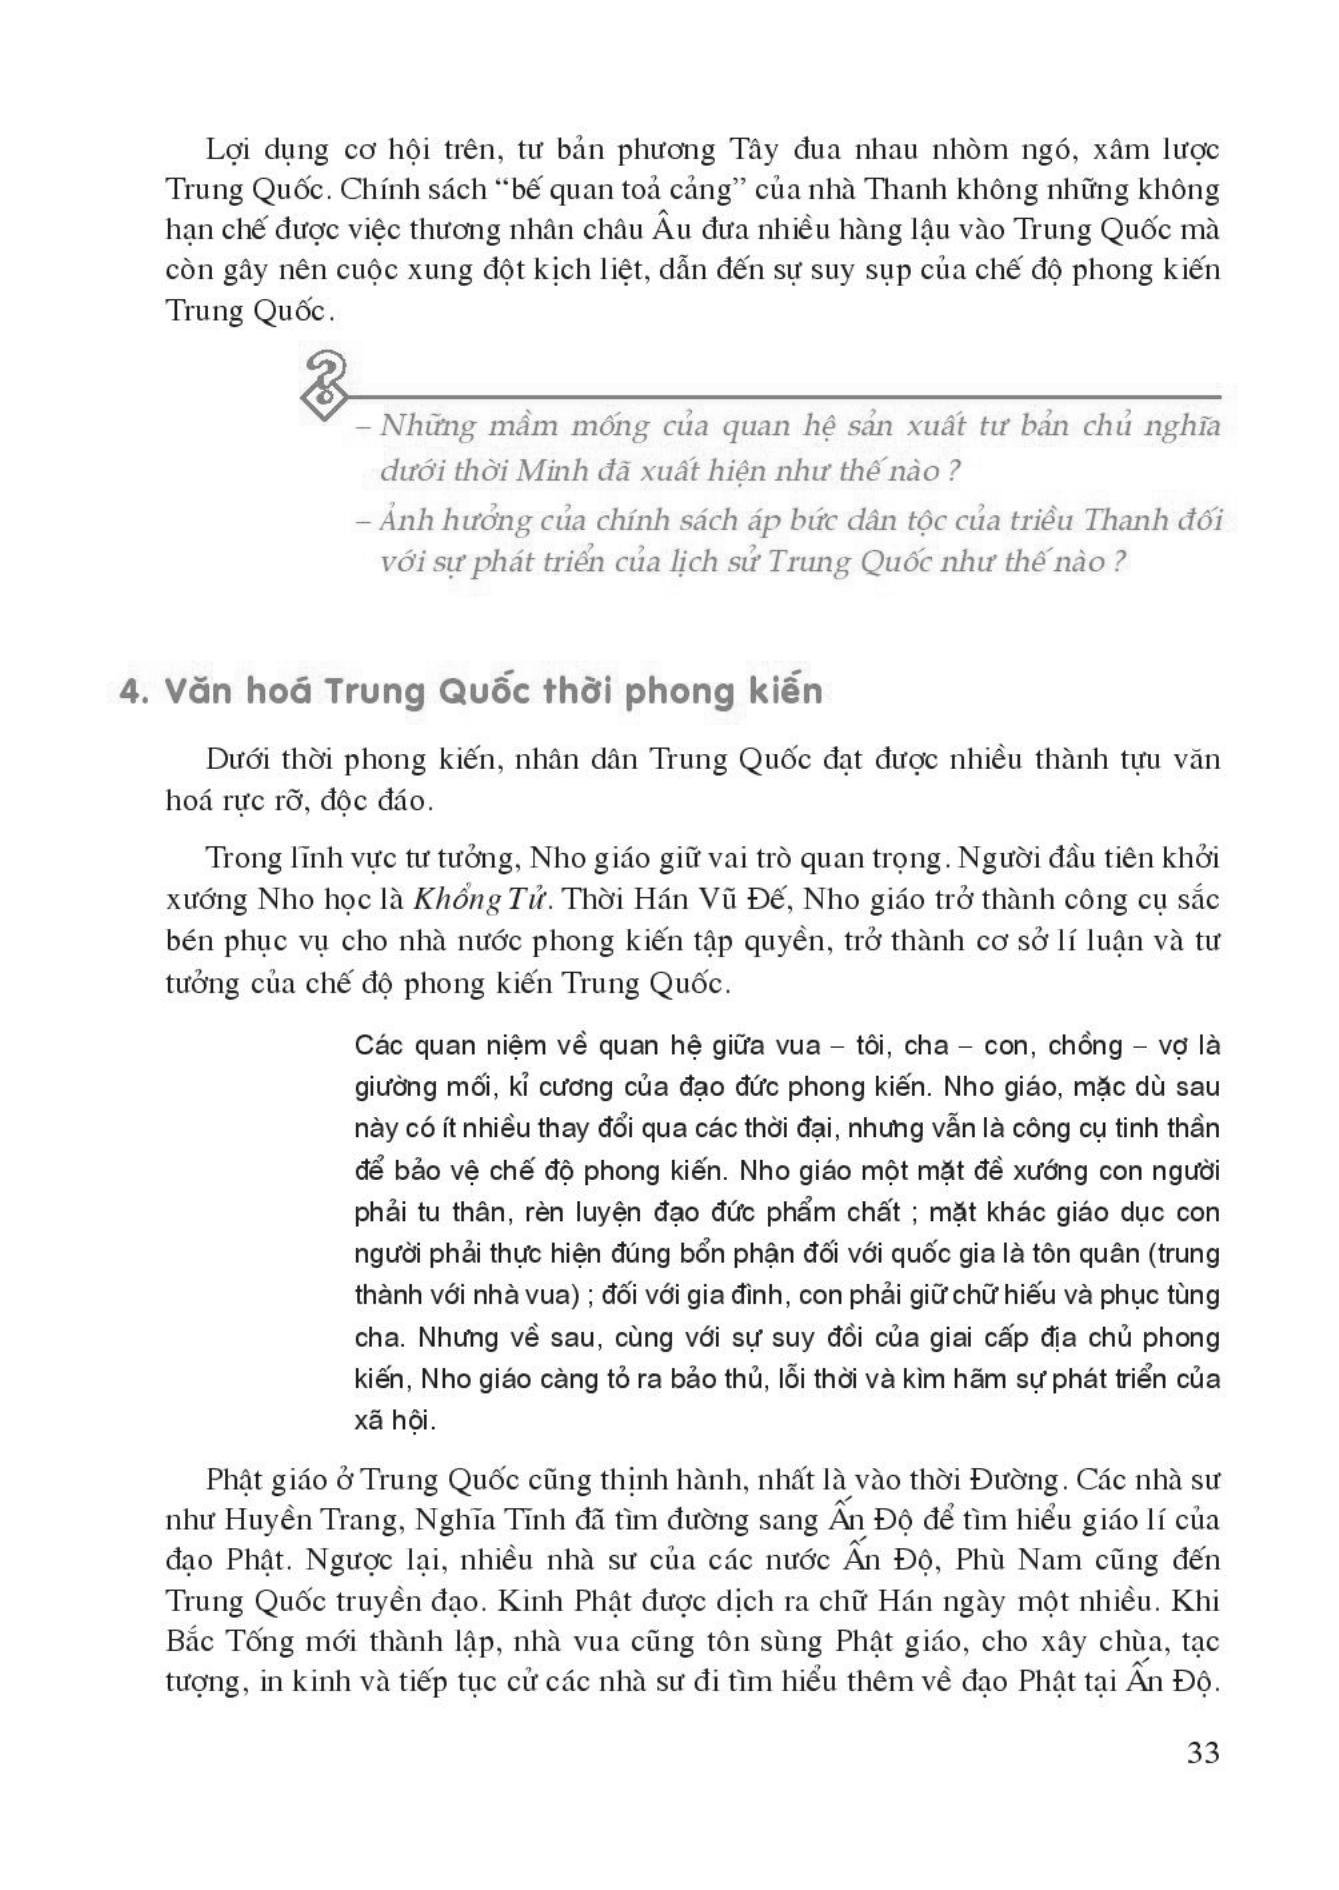 Lợi dụng cơ hội trên, tư bản phương Tây đua nhau nhòm ngó, xâm lược
Trung Quốc. Chính sách “bế quan toả cảng” của nhà Thanh không những không
hạn chế được việc thương nhân châu Âu đưa nhiều hàng lậu vào Trung Quốc mà
còn gây nên cuộc xung đột kịch liệt, dẫn đến sự suy sụp của chế độ phong kiến
Trung Quốc.
?
– Những mầm mống của quan hệ sản xuất tư bản chủ nghĩa
dưới thời Minh đã xuất hiện như thế nào ?
– Ảnh hưởng của chính sách áp bức dân tộc của triều Thanh đối
với sự phát triển của lịch sử Trung Quốc như thế nào ?
4. Văn hoá Trung Quốc thời phong kiến
Dưới thời phong kiến, nhân dân Trung Quốc đạt được nhiều thành tựu văn
hoá rực rỡ, độc đáo.
Trong lĩnh vực tư tưởng, Nho giáo giữ vai trò quan trọng. Người đầu tiên khởi
xướng Nho học là Khổng Tử. Thời Hán Vũ Đế, Nho giáo trở thành công cụ sắc
bén phục vụ cho nhà nước phong kiến tập quyền, trở thành cơ sở lí luận và tư
tưởng của chế độ phong kiến Trung Quốc.
Các quan niệm về quan hệ giữa vua – tôi, cha – con, chồng – vợ là
giường mối, kỉ cương của đạo đức phong kiến. Nho giáo, mặc dù sau
này có ít nhiều thay đổi qua các thời đại, nhưng vẫn là công cụ tinh thần
để bảo vệ chế độ phong kiến. Nho giáo một mặt đề xướng con người
phải tu thân, rèn luyện đạo đức phẩm chất ; mặt khác giáo dục con
người phải thực hiện đúng bổn phận đối với quốc gia là tôn quân (trung
thành với nhà vua) ; đối với gia đình, con phải giữ chữ hiếu và phục tùng
cha. Nhưng về sau, cùng với sự suy đồi của giai cấp địa chủ phong
kiến, Nho giáo càng tỏ ra bảo thủ, lỗi thời và kìm hãm sự phát triển của
xã hội.
Phật giáo ở Trung Quốc cũng thịnh hành, nhất là vào thời Đường. Các nhà sư
như Huyền Trang, Nghĩa Tĩnh đã tìm đường sang Ấn Độ để tìm hiểu giáo lí của
đạo Phật. Ngược lại, nhiều nhà sư của các nước Ấn Độ, Phù Nam cũng đến
Trung Quốc truyền đạo. Kinh Phật được dịch ra chữ Hán ngày một nhiều. Khi
Bắc Tống mới thành lập, nhà vua cũng tôn sùng Phật giáo, cho xây chùa, tạc
tượng, in kinh và tiếp tục cử các nhà sư đi tìm hiểu thêm về đạo Phật tại Ấn Độ.
33